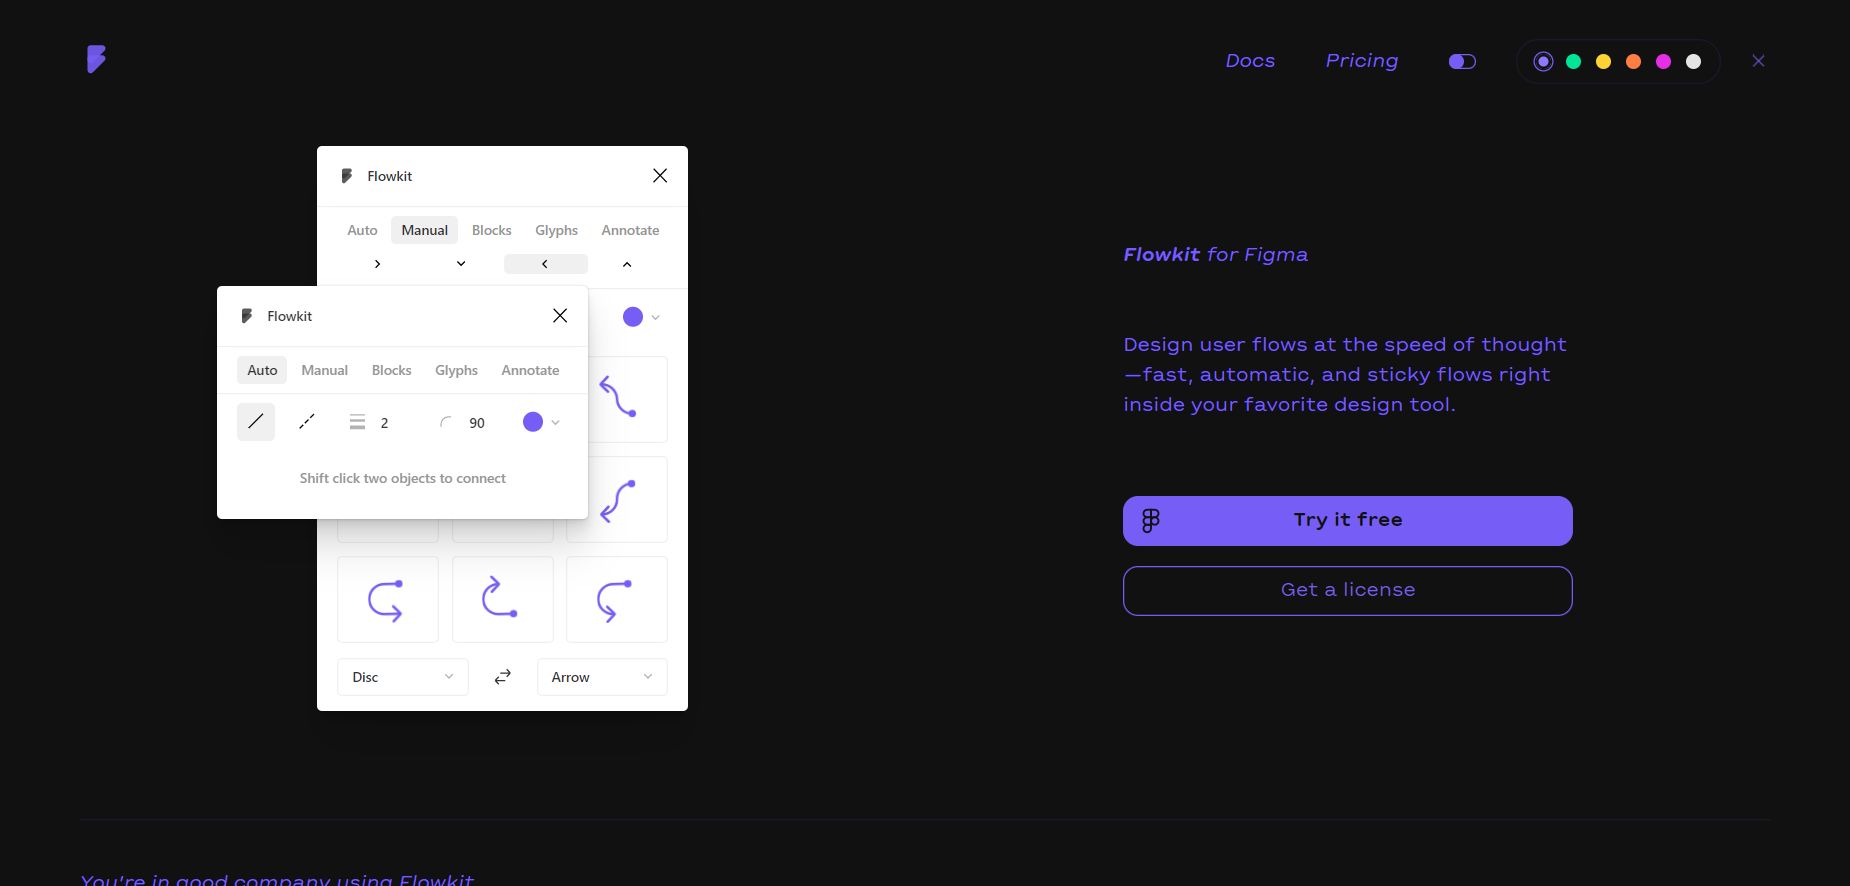 Docs Pricing
Flowkit
Auto Manual Blocks Glyphs Annotate
Flowkit
Auto Manual Blocks Glyphs Annotate
2 90
Shift click two objects to connect
Disc Arrow
Flowkit for Figma
Design user flows at the speed of thought
—fast, automatic, and sticky flows right
inside your favorite design tool.
Try it free
Get a license
You're in good company using Flowkit